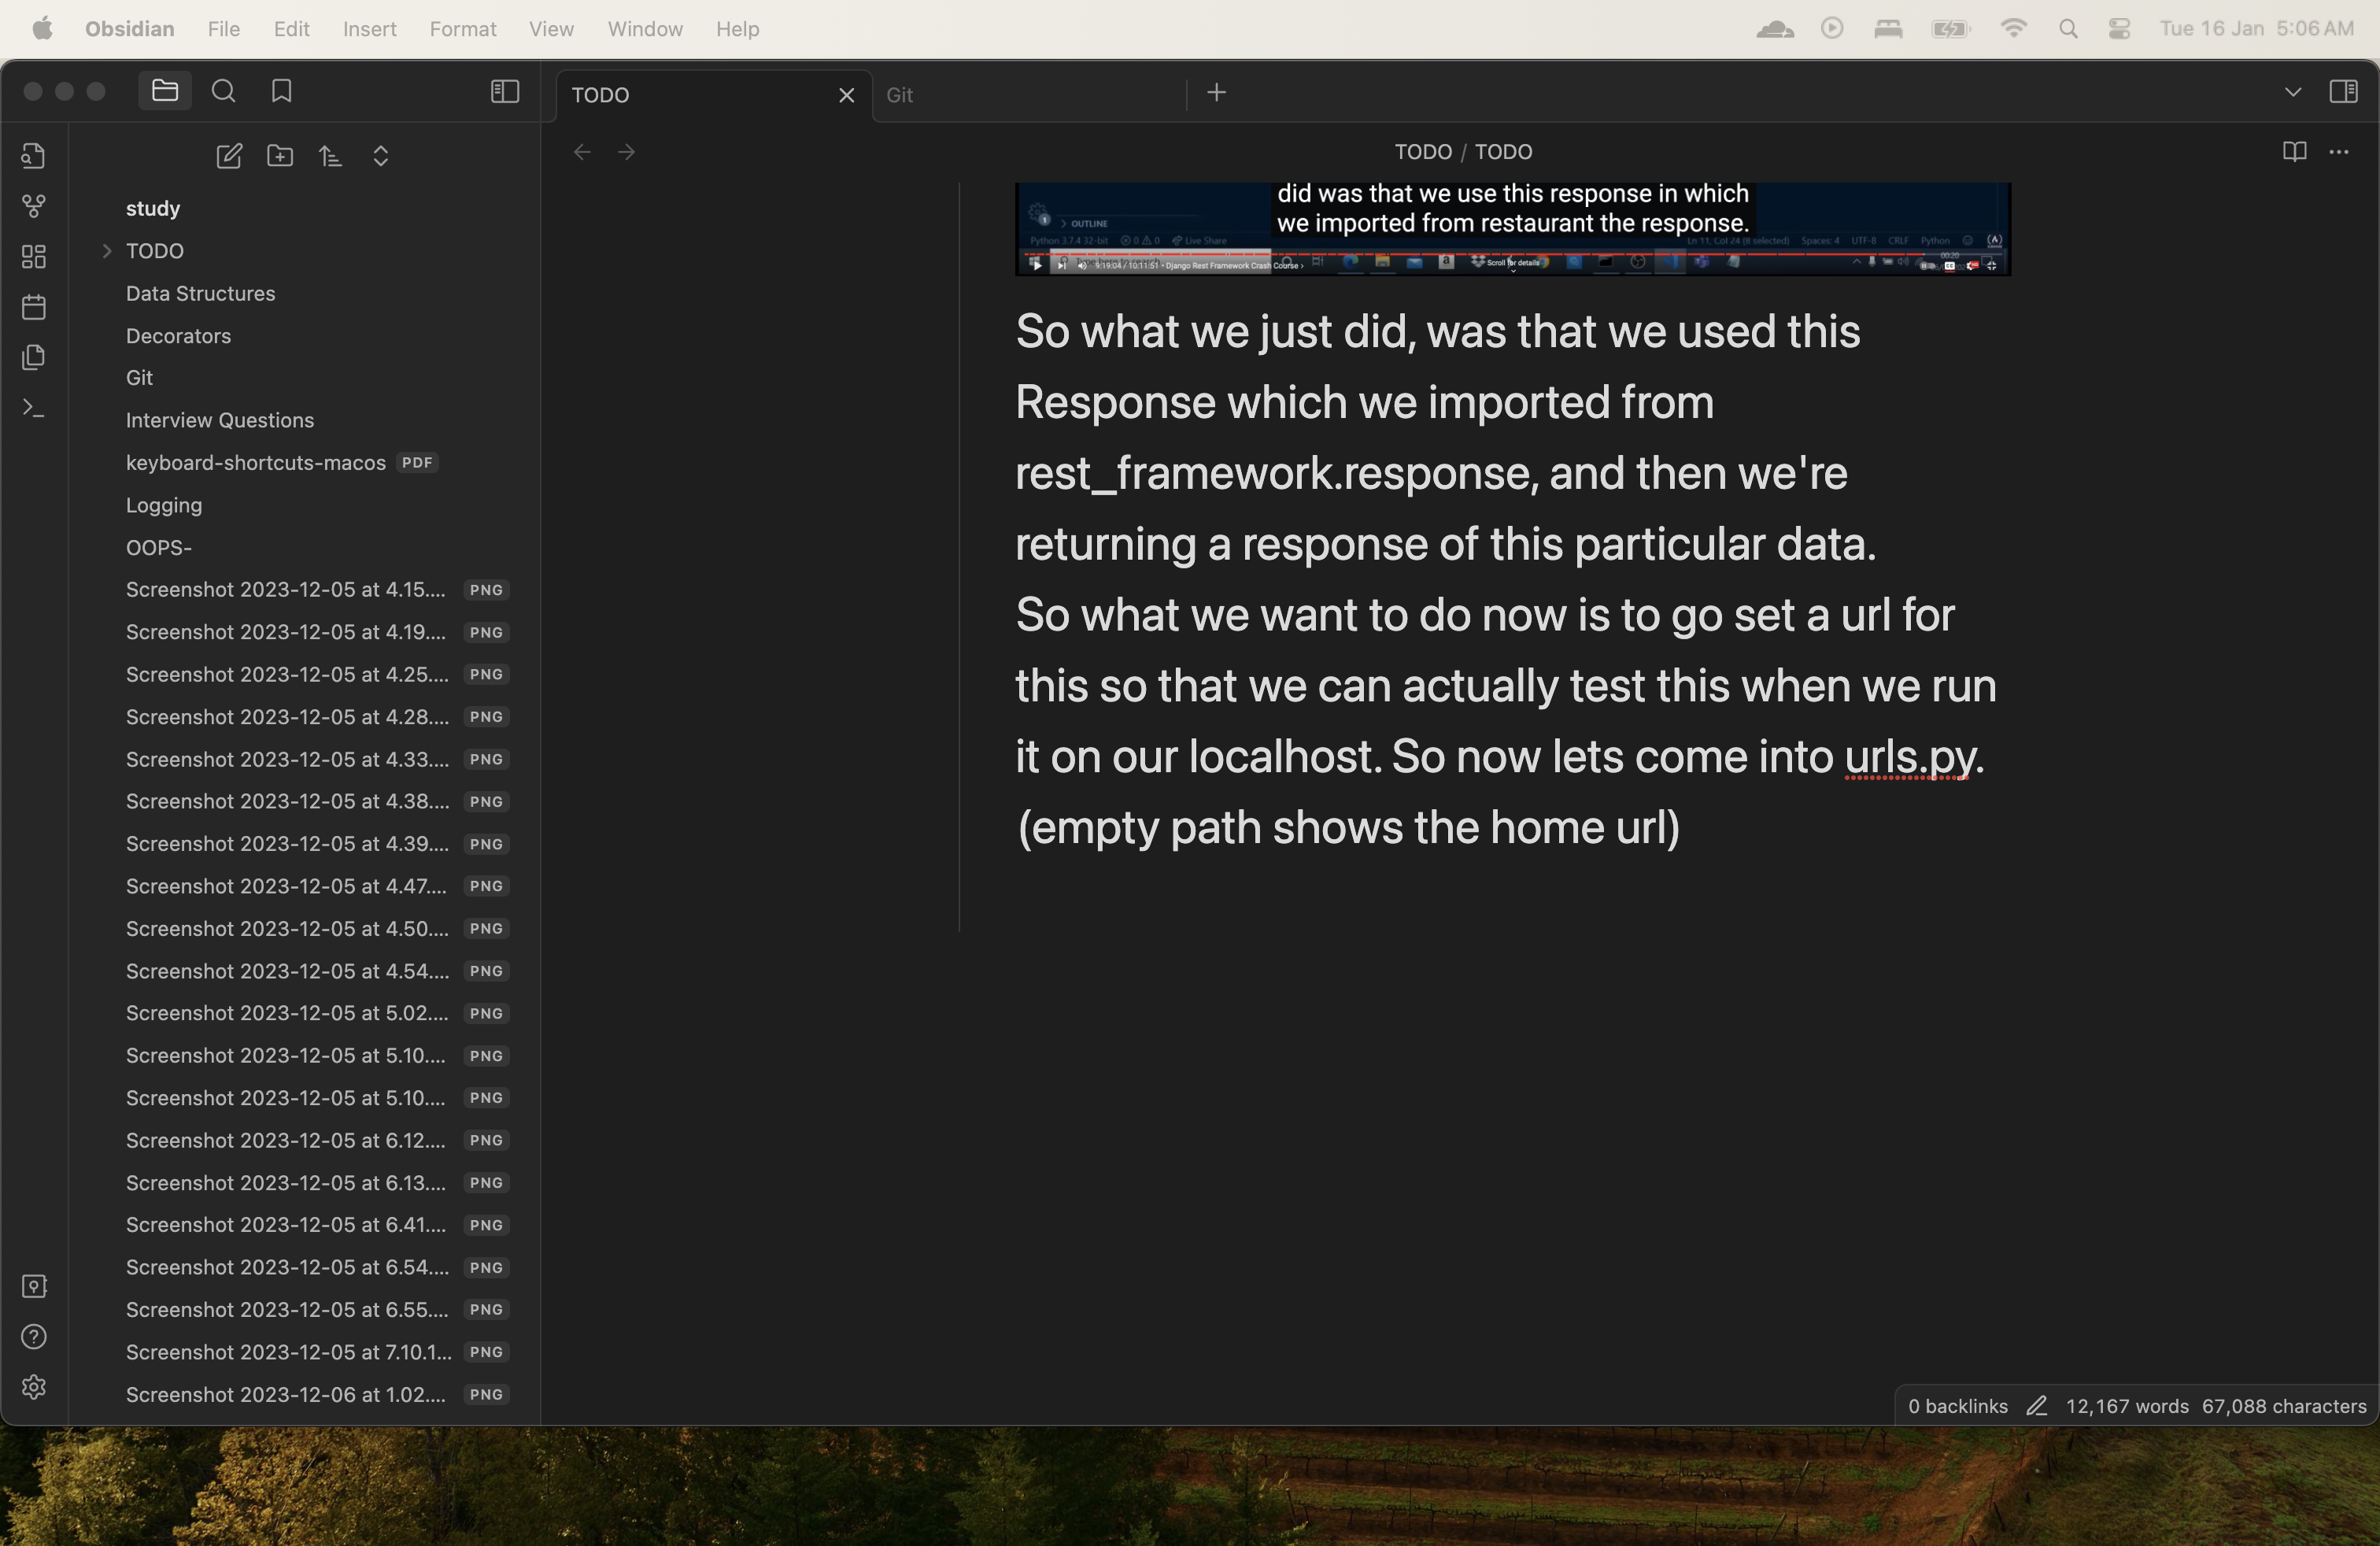 Obsidian File Edit Insert Format View Window Help Tue 16 Jan 5:06 AM
TODO Git
TODO / TODO
study
TODO
Data Structures
Decorators
Git
Interview Questions
keyboard-shortcuts-macos PDF
Logging
OOPS-
Screenshot 2023-12-05 at 4.15.... PNG
Screenshot 2023-12-05 at 4.19.... PNG
Screenshot 2023-12-05 at 4.25.... PNG
Screenshot 2023-12-05 at 4.28.... PNG
Screenshot 2023-12-05 at 4.33.... PNG
Screenshot 2023-12-05 at 4.38.... PNG
Screenshot 2023-12-05 at 4.39.... PNG
Screenshot 2023-12-05 at 4.47.... PNG
Screenshot 2023-12-05 at 4.50.... PNG
Screenshot 2023-12-05 at 4.54.... PNG
Screenshot 2023-12-05 at 5.02.... PNG
Screenshot 2023-12-05 at 5.10.... PNG
Screenshot 2023-12-05 at 5.10.... PNG
Screenshot 2023-12-05 at 6.12.... PNG
Screenshot 2023-12-05 at 6.13.... PNG
Screenshot 2023-12-05 at 6.41.... PNG
Screenshot 2023-12-05 at 6.54.... PNG
Screenshot 2023-12-05 at 6.55.... PNG
Screenshot 2023-12-05 at 7.10.1... PNG
Screenshot 2023-12-06 at 1.02.... PNG
did was that we use this response in which
we imported from restaurant the response.
OUTLINE
Python 3.7.4 32-bit 0 0 Live Share Ln 11, Col 24 (8 selected) Spaces: 4 UTF-8 CRLF Python
9:19:04 / 10:11:51 • Django Rest Framework Crash Course Scroll for details
So what we just did, was that we used this
Response which we imported from
rest_framework.response, and then we're
returning a response of this particular data.
So what we want to do now is to go set a url for
this so that we can actually test this when we run
it on our localhost. So now lets come into urls.py.
(empty path shows the home url)
0 backlinks 12,167 words 67,088 characters